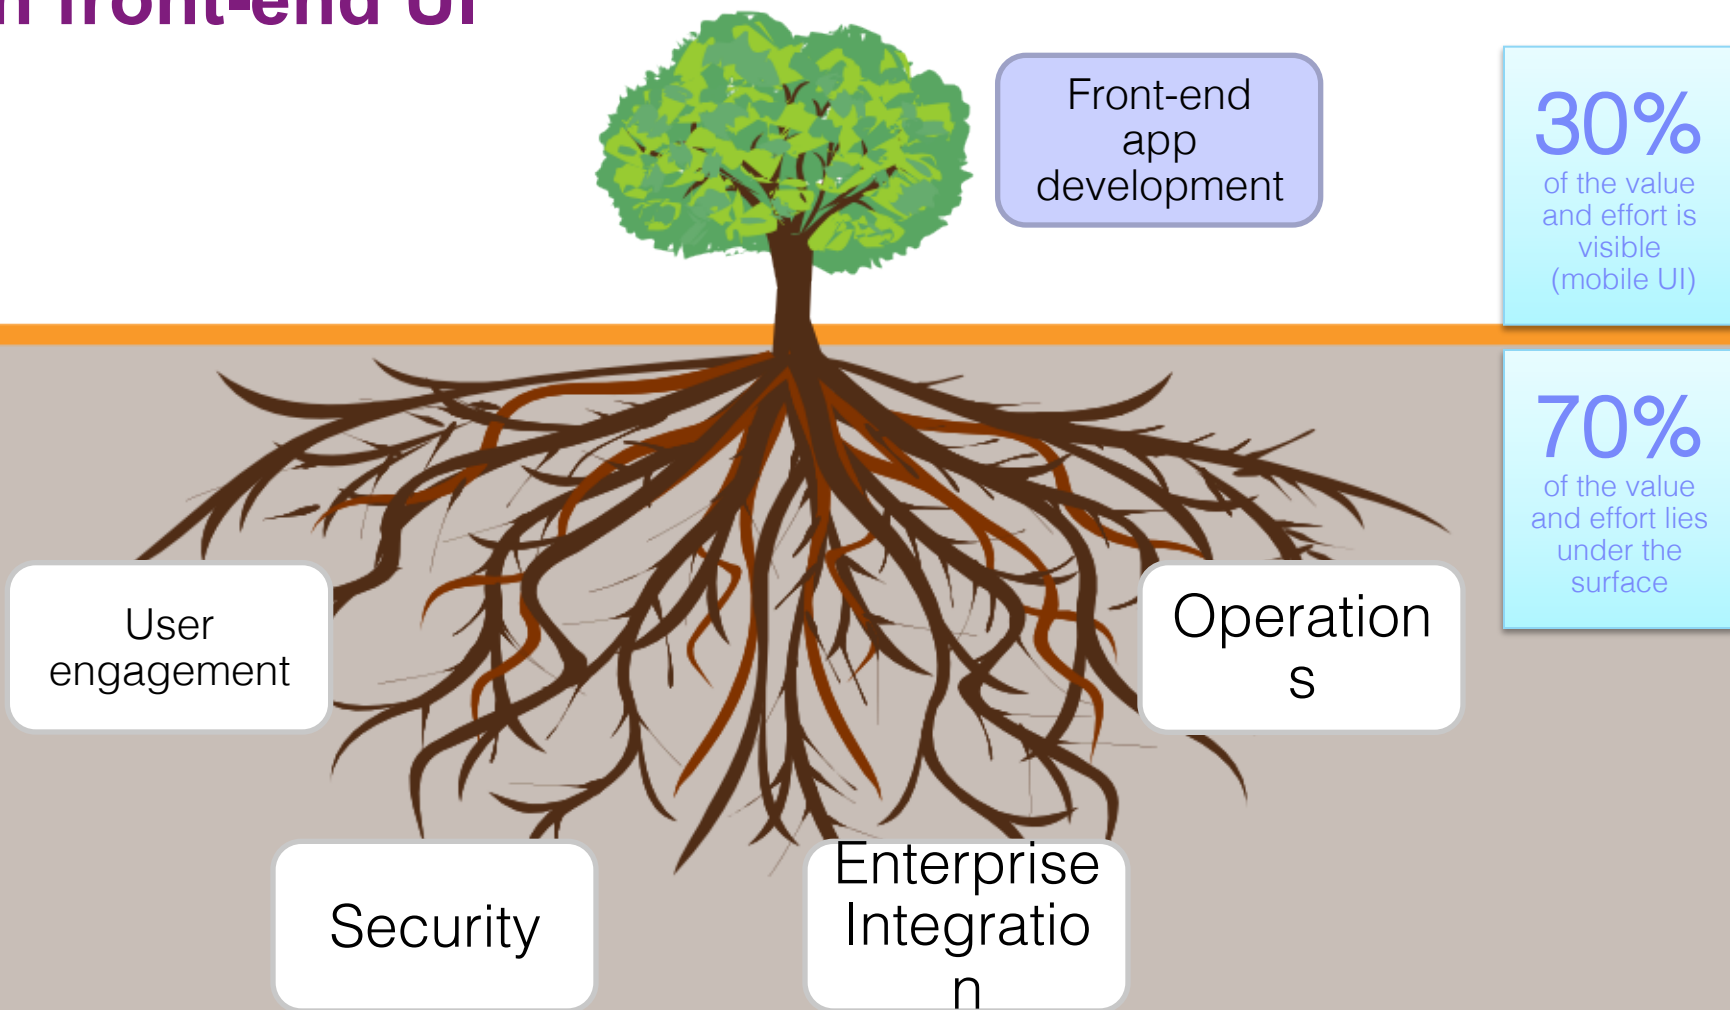 n front-end UI
Front-end
app
development
30%
of the value
and effort is
visible
(mobile UI)
70%
of the value
and effort lies
under the
surface
User
engagement
Operation
s
Security
Enterprise
Integratio
n